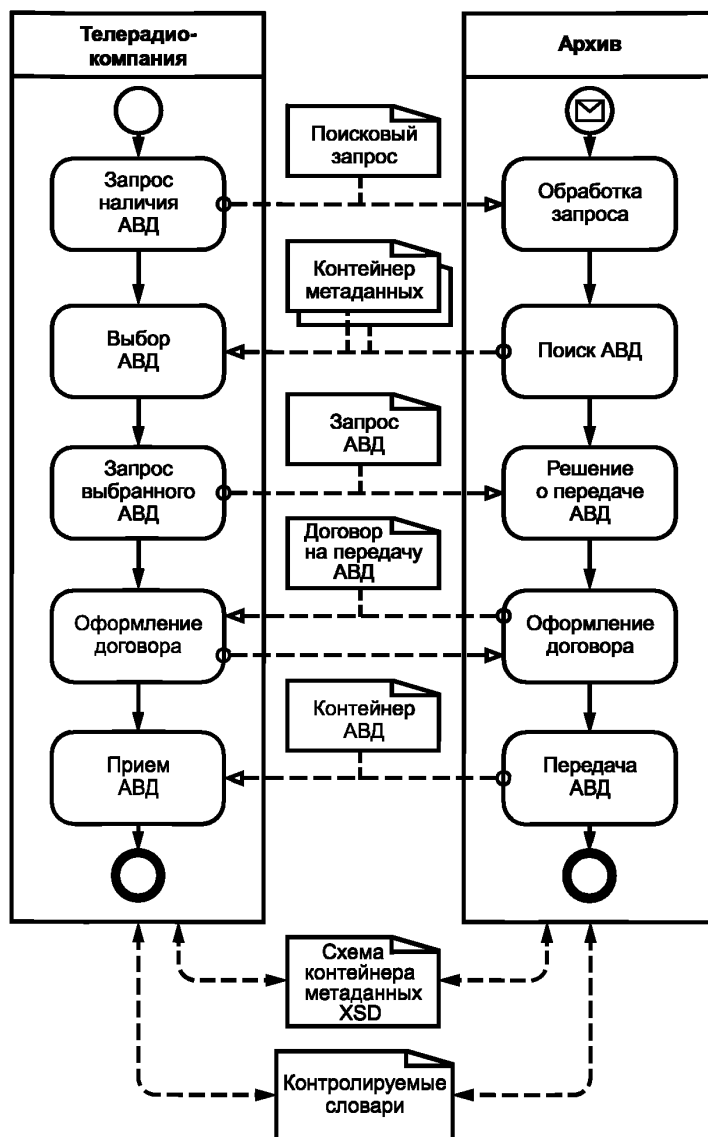 Телерадио-
компания
Архив
Поисковый
запрос
Запрос
наличия
АВД
Обработка
запроса
Контейнер
метаданных
Выбор
АВД
Поиск АВД
Запрос
АВД
Запрос
выбранного
АВД
Решение
о передаче
АВД
Договор
на передачу
АВД
Оформление
договора
Оформление
договора
Контейнер
АВД
Прием
АВД
Передача
АВД
Схема
контейнера
метаданных
XSD
Контролируемые
словари